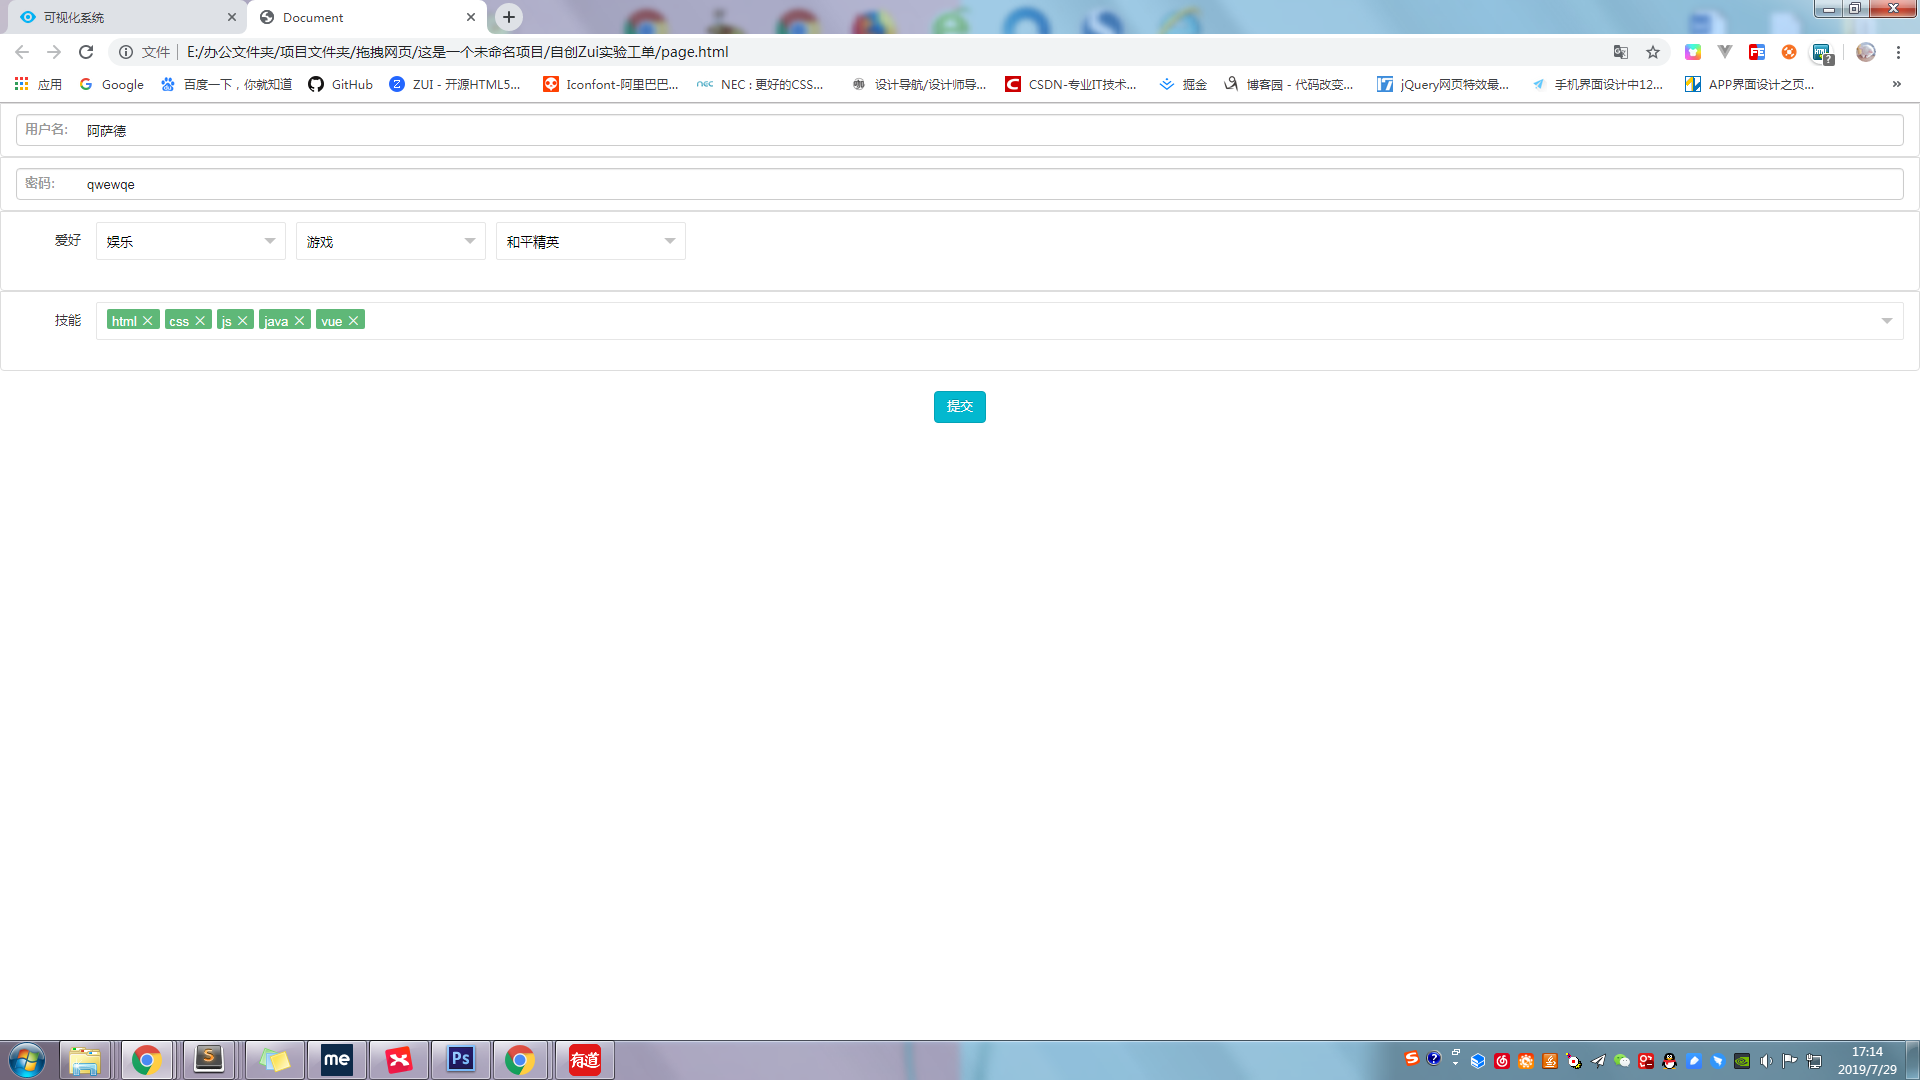 可视化系统
Document
文件 E:/办公文件夹/项目文件夹/拖拽网页/这是一个未命名项目/自创Zui实验工单/page.html
应用 Google 百度一下，你就知道 GitHub ZUI - 开源HTML5... Iconfont-阿里巴巴... NEC : 更好的CSS... 设计导航/设计师导... CSDN-专业IT技术... 掘金 博客园 - 代码改变... jQuery网页特效最... 手机界面设计中12... APP界面设计之页... »
用户名: 阿萨德
密码: qwewqe
爱好 娱乐 游戏 和平精英
技能 html css js java vue
提交
me Ps 有道
17:14
2019/7/29